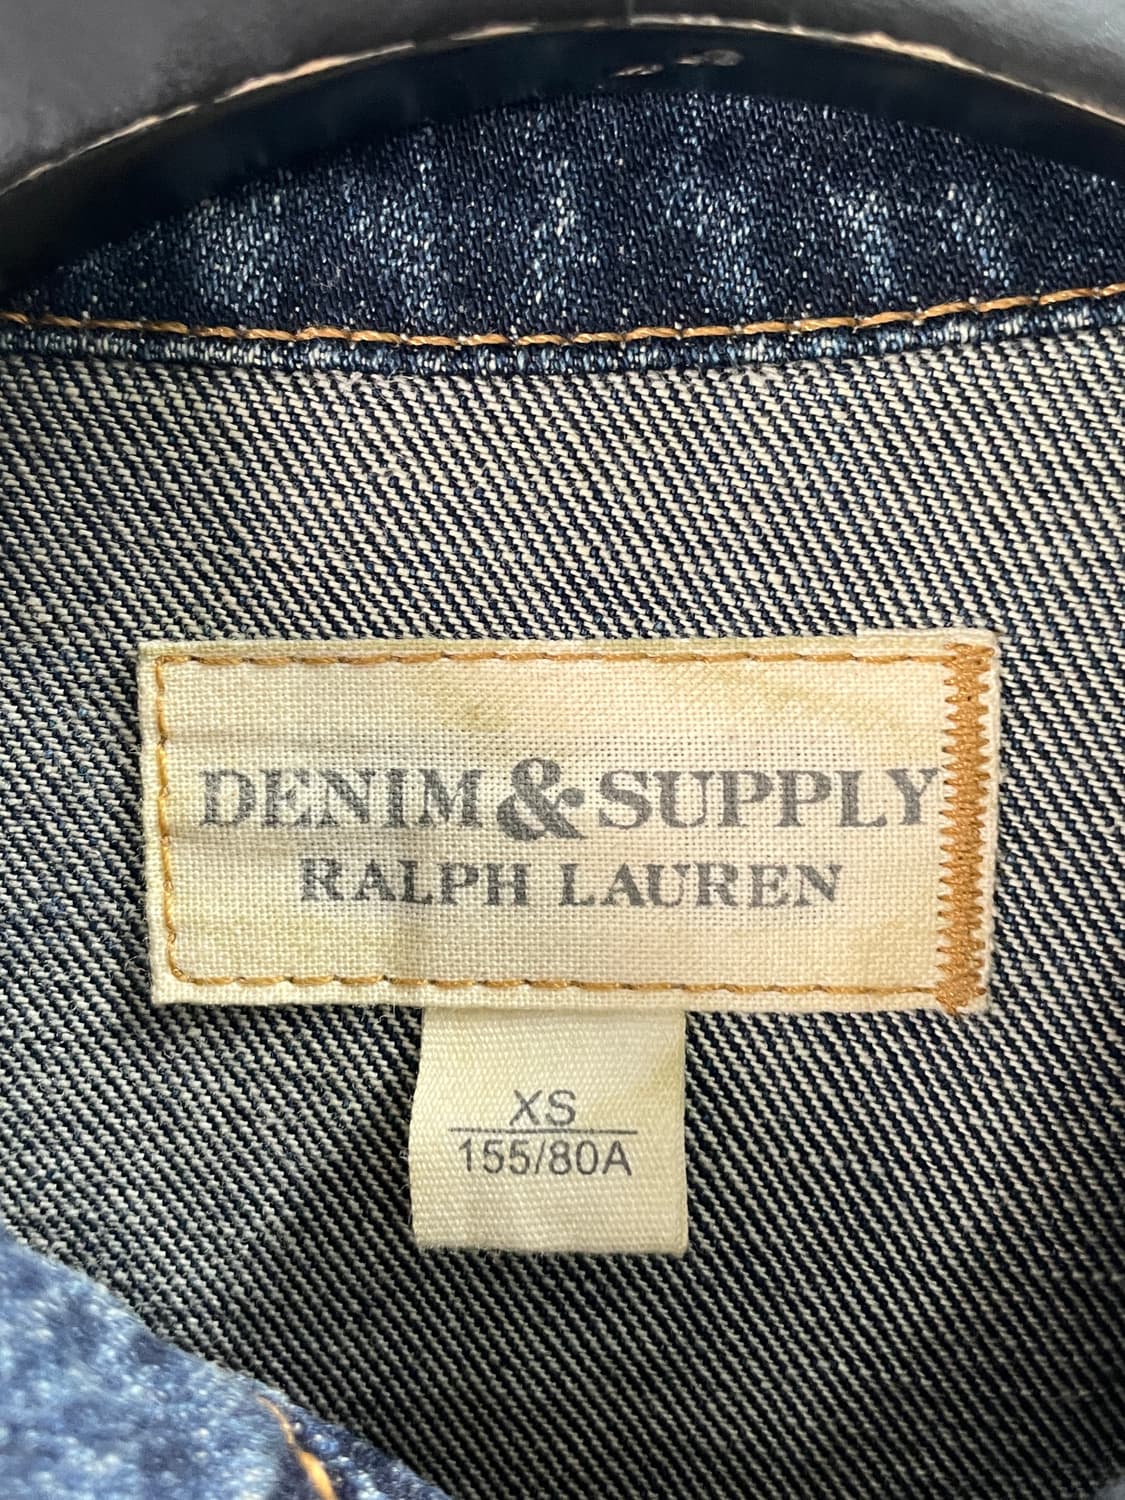 DENIM & SUPPLY
RALPH LAUREN
XS
155/80A